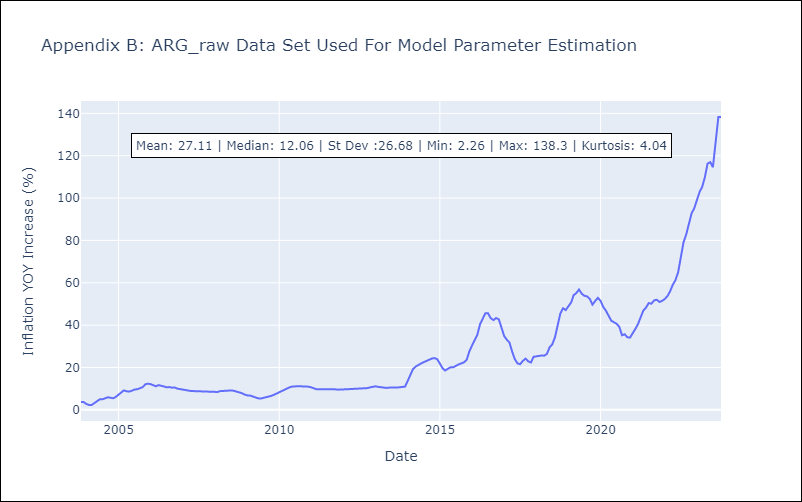 Appendix B: ARG_raw Data Set Used For Model Parameter Estimation
140
Mean: 27.11 | Median: 12.06 | St Dev :26.68 | Min: 2.26 | Max: 138.3 | Kurtosis: 4.04
120
100
80
60
40
20
0
Inflation YOY Increase (%)
2005 2010 2015 2020
Date